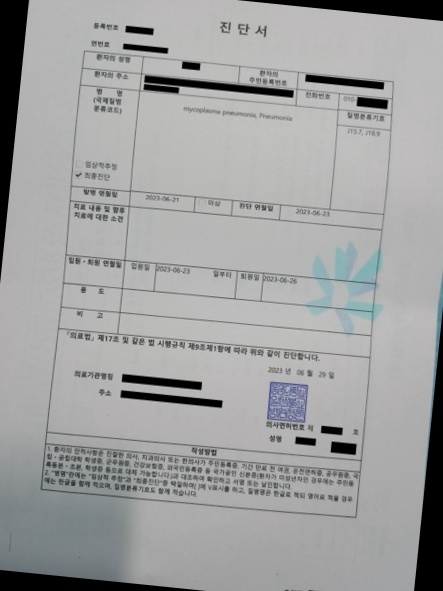 진 단 서
등록번호
연번호
환자의 성명
환자의 주민등록번호
환자의 주소
전화번호 010-
병 명
(국제질병
분류코드)
mycoplasma pneumonia, Pneumonia
질병분류기호
J15.7, J18.9
임상적추정
최종진단
발병 연월일 2023-06-21 미상 진단 연월일 2023-06-23
치료 내용 및 향후
치료에 대한 소견
입원·퇴원 연월일 입원일 2023-06-23 일부터 퇴원일 2023-06-26
용 도
비 고
「의료법」 제17조 및 같은 법 시행규칙 제9조제1항에 따라 위와 같이 진단합니다.
2023 년 06 월 29 일
의료기관명칭
주소
의사면허번호 제 호
성명
작성방법
1. 환자의 인적사항은 진찰한 의사, 치과의사 또는 한의사가 주민등록증, 기간 만료 전 여권, 운전면허증, 공무원증, 국
립·공립대학 학생증, 군무원증, 건강보험증, 외국인등록증 등 국가공인 신분증(환자가 미성년자인 경우에는 주민등
록등본·초본, 학생증 등으로 대체 가능합니다)과 대조하여 확인하고 서명 또는 날인합니다.
2. "병명"란에는 "임상적 추정"과 "최종진단"중 택일하여[ ]에 V표시를 하고, 질병명은 한글로 적되 영어로 적을 경우
에는 한글을 함께 적으며, 질병분류기호도 함께 적습니다.